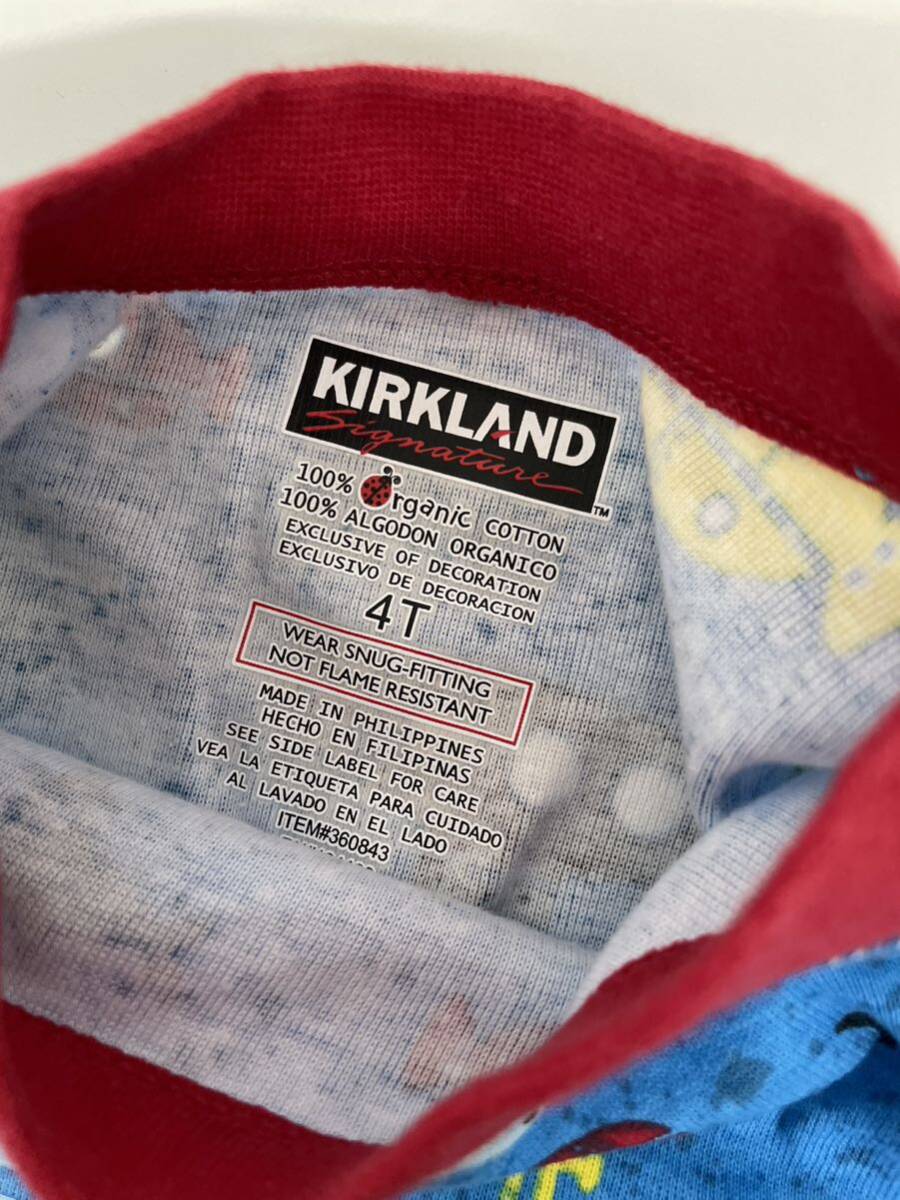 KIRKLAND
Signature
TM
100% Organic COTTON
100% ALGODON ORGANICO
EXCLUSIVE OF DECORATION
EXCLUSIVO DE DECORACION
4T
WEAR SNUG-FITTING
NOT FLAME RESISTANT
MADE IN PHILIPPINES
HECHO EN FILIPINAS
SEE SIDE LABEL FOR CARE
VEA LA ETIQUETA PARA CUIDADO
AL LAVADO EN EL LADO
ITEM#360843